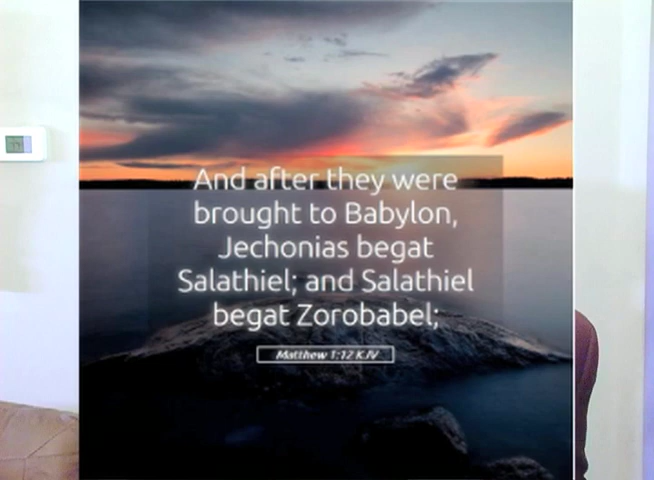 And after they were
brought to Babylon,
Jechonias begat
Salathiel; and Salathiel
begat Zorobabel;
Matthew 1:12 KJV